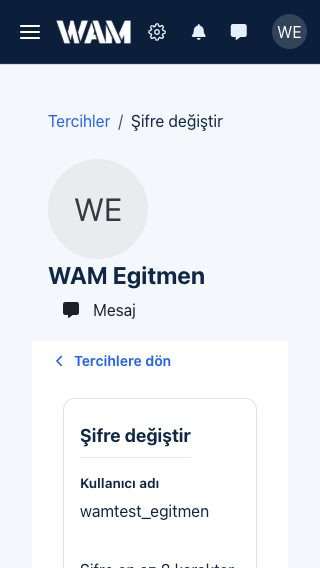 WAM
WE
Tercihler / Şifre değiştir
WE
WAM Egitmen
Mesaj
Tercihlere dön
Şifre değiştir
Kullanıcı adı
wamtest_egitmen